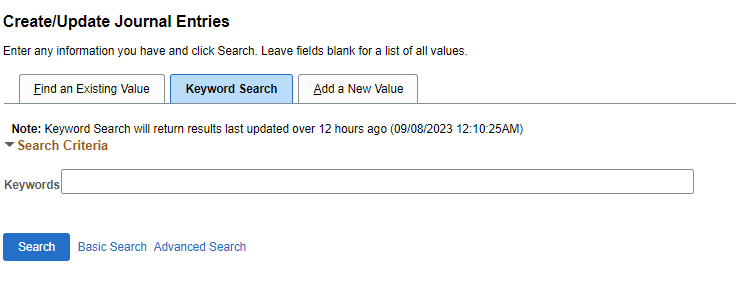 Create/Update Journal Entries
Enter any information you have and click Search. Leave fields blank for a list of all values.
Find an Existing Value Keyword Search Add a New Value
Note: Keyword Search will return results last updated over 12 hours ago (09/08/2023 12:10:25AM)
Search Criteria
Keywords
Search Basic Search Advanced Search